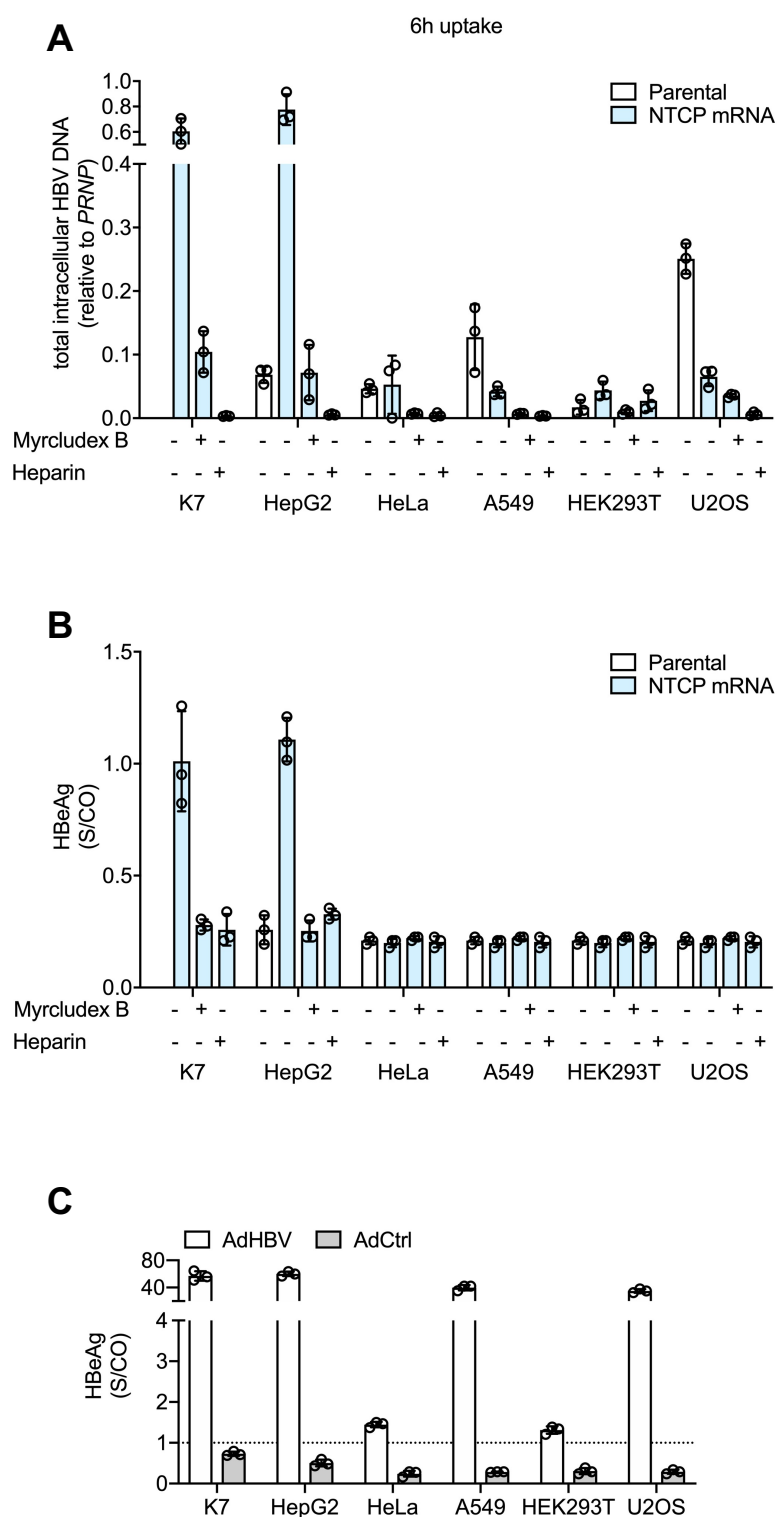 6h uptake
A
Parental
NTCP mRNA
total intracellular HBV DNA
(relative to PRNP)
1.0
0.8
0.6
0.4
0.3
0.2
0.1
0.0
Myrcludex B - + - - - + - - - + - - - + - - - + - - - + -
Heparin - - + - - - + - - - + - - - + - - - + - - - +
K7 HepG2 HeLa A549 HEK293T U2OS
B
Parental
NTCP mRNA
HBeAg
(S/CO)
1.5
1.0
0.5
0.0
Myrcludex B - + - - - + - - - + - - - + - - - + - - - + -
Heparin - - + - - - + - - - + - - - + - - - + - - - +
K7 HepG2 HeLa A549 HEK293T U2OS
C
AdHBV AdCtrl
HBeAg
(S/CO)
80
40
4
3
2
1
0
K7 HepG2 HeLa A549 HEK293T U2OS